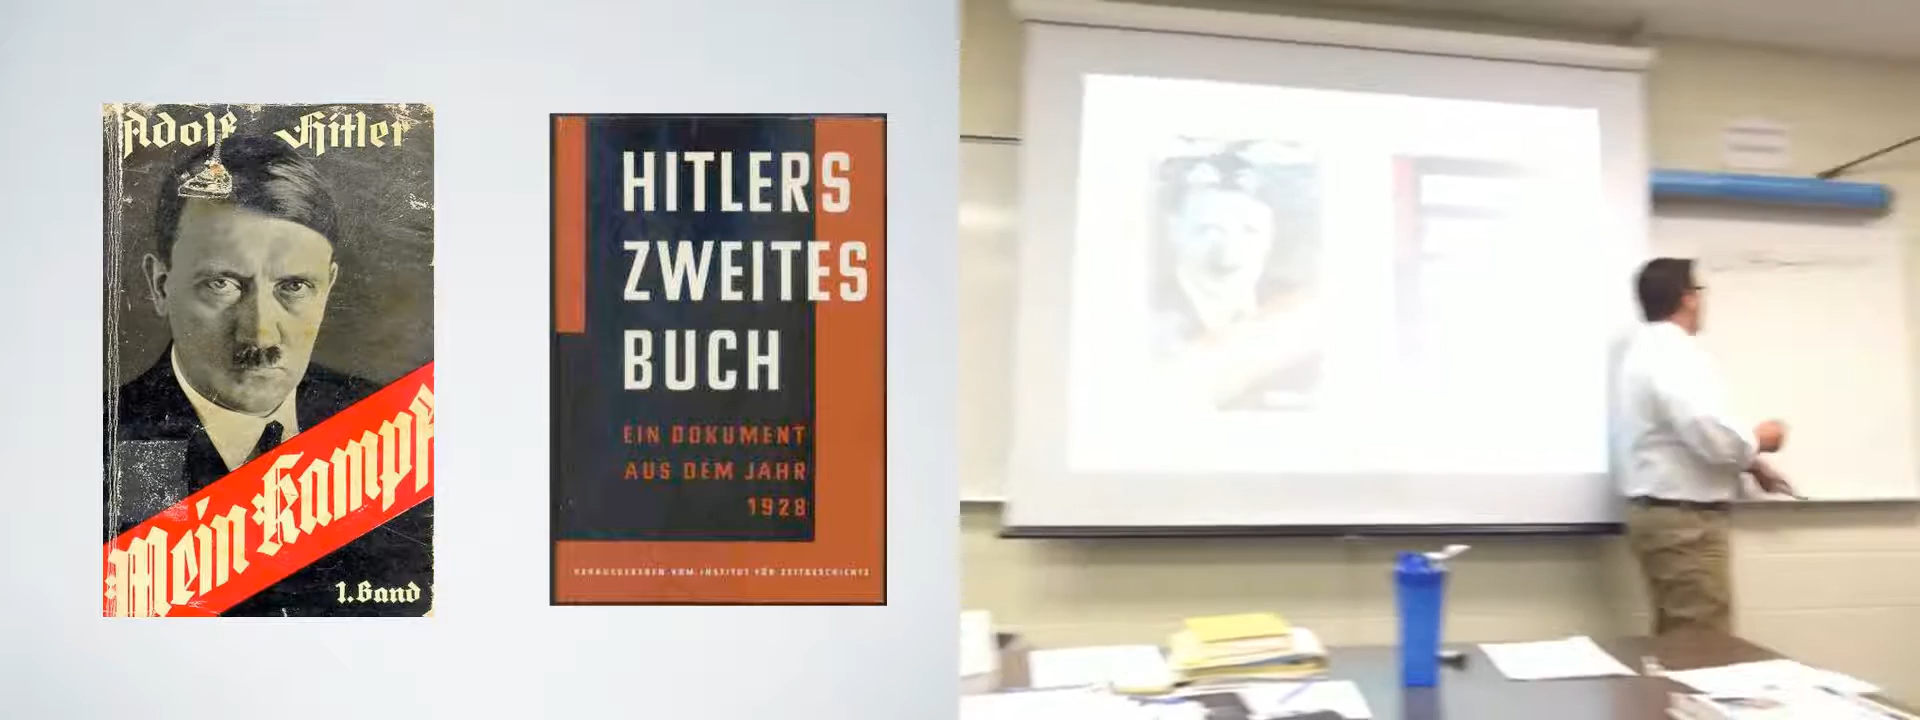 Adolf Hitler
Mein Kampf
1. Band
HITLERS
ZWEITES
BUCH
EIN DOKUMENT
AUS DEM JAHR
1928
HERAUSGEGEBEN VOM INSTITUT FÜR ZEITGESCHICHTE